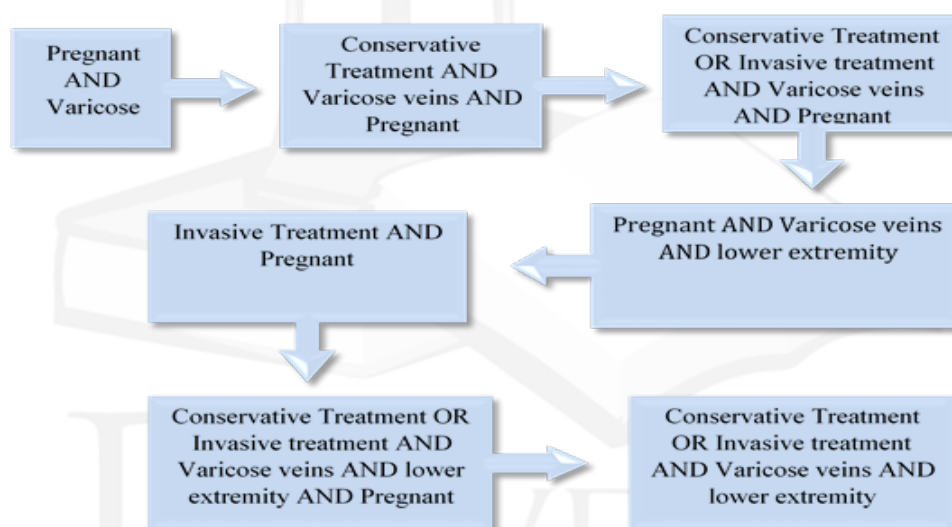 Pregnant
AND
Varicose
Conservative
Treatment AND
Varicose veins AND
Pregnant
Conservative Treatment
OR Invasive treatment
AND Varicose veins
AND Pregnant
Pregnant AND Varicose veins
AND lower extremity
Invasive Treatment AND
Pregnant
Conservative Treatment OR
Invasive treatment AND
Varicose veins AND lower
extremity AND Pregnant
Conservative Treatment
OR Invasive treatment
AND Varicose veins AND
lower extremity